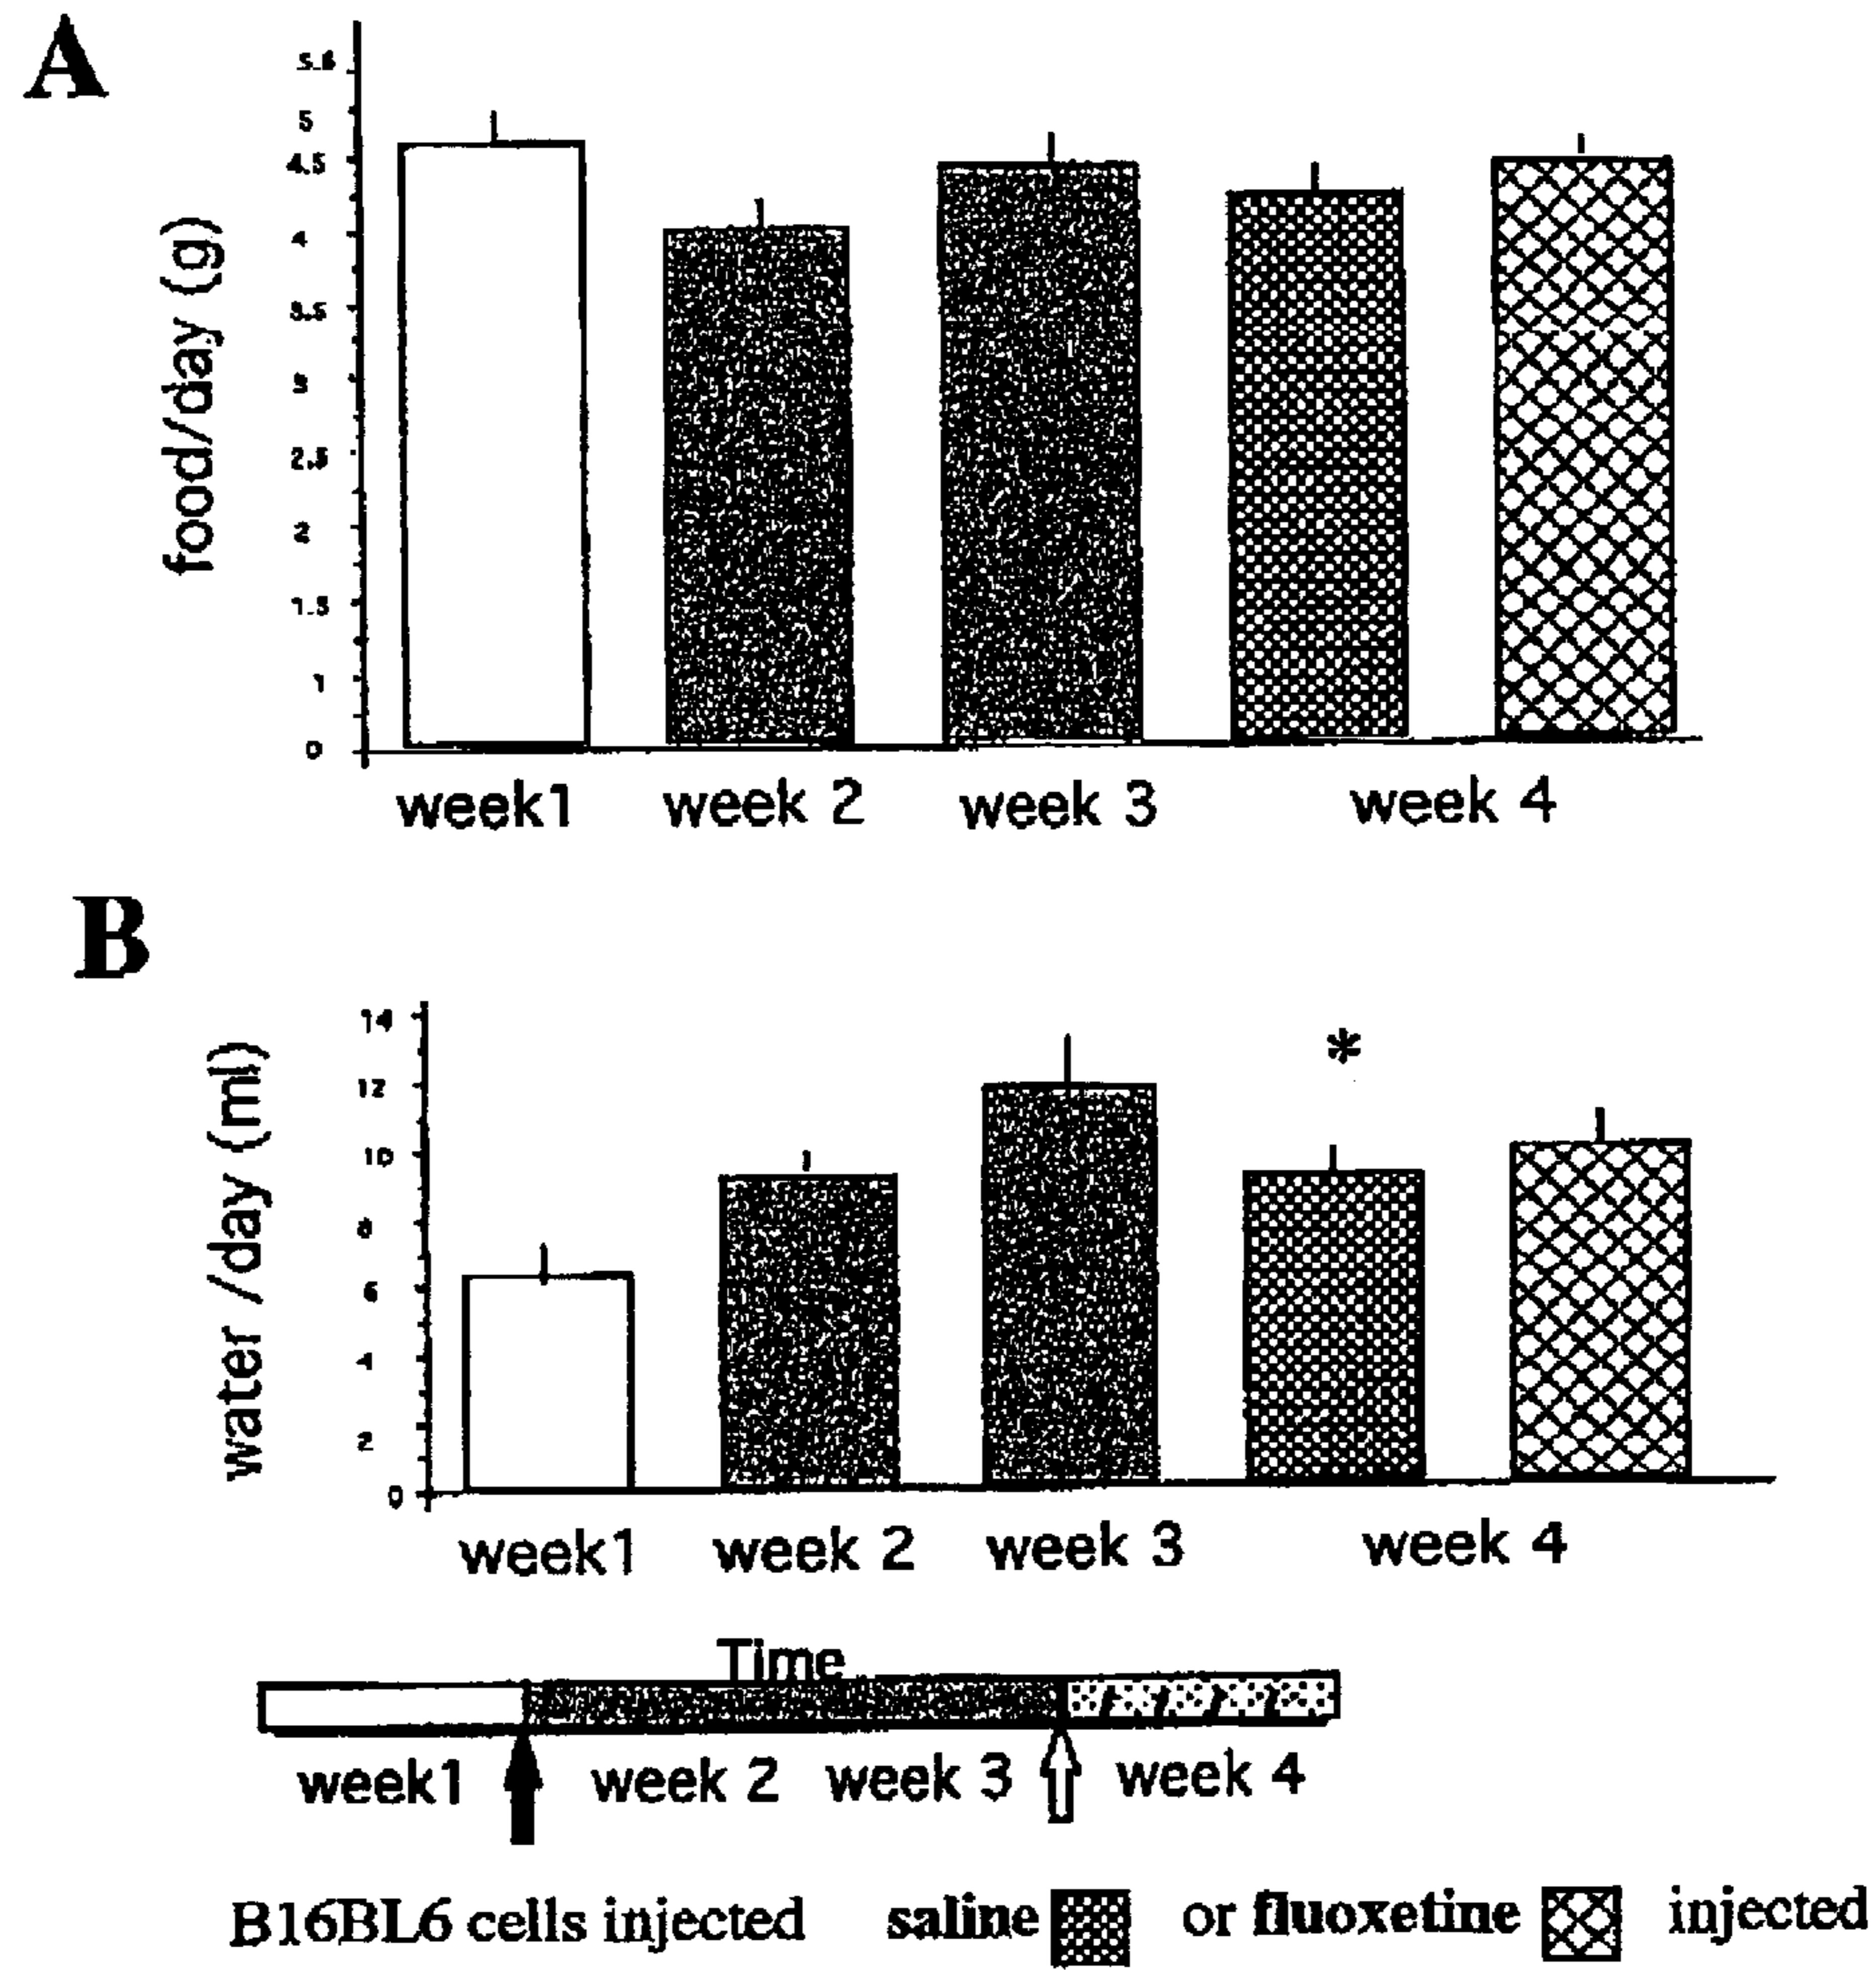 A
5.5
5
4.5
4
3.5
3
2.5
2
1.5
1
0
food/day (g)
week1 week 2 week 3 week 4
B
14
12
10
8
6
4
2
0
water /day (ml)
*
week1 week 2 week 3 week 4
Time
week1 week 2 week 3 week 4
B16BL6 cells injected saline or fluoxetine injected